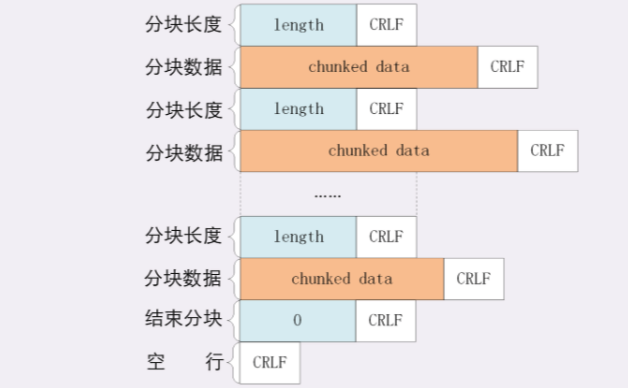 分块长度 length CRLF
分块数据 chunked data CRLF
分块长度 length CRLF
分块数据 chunked data CRLF
......
分块长度 length CRLF
分块数据 chunked data CRLF
结束分块 0 CRLF
空 行 CRLF